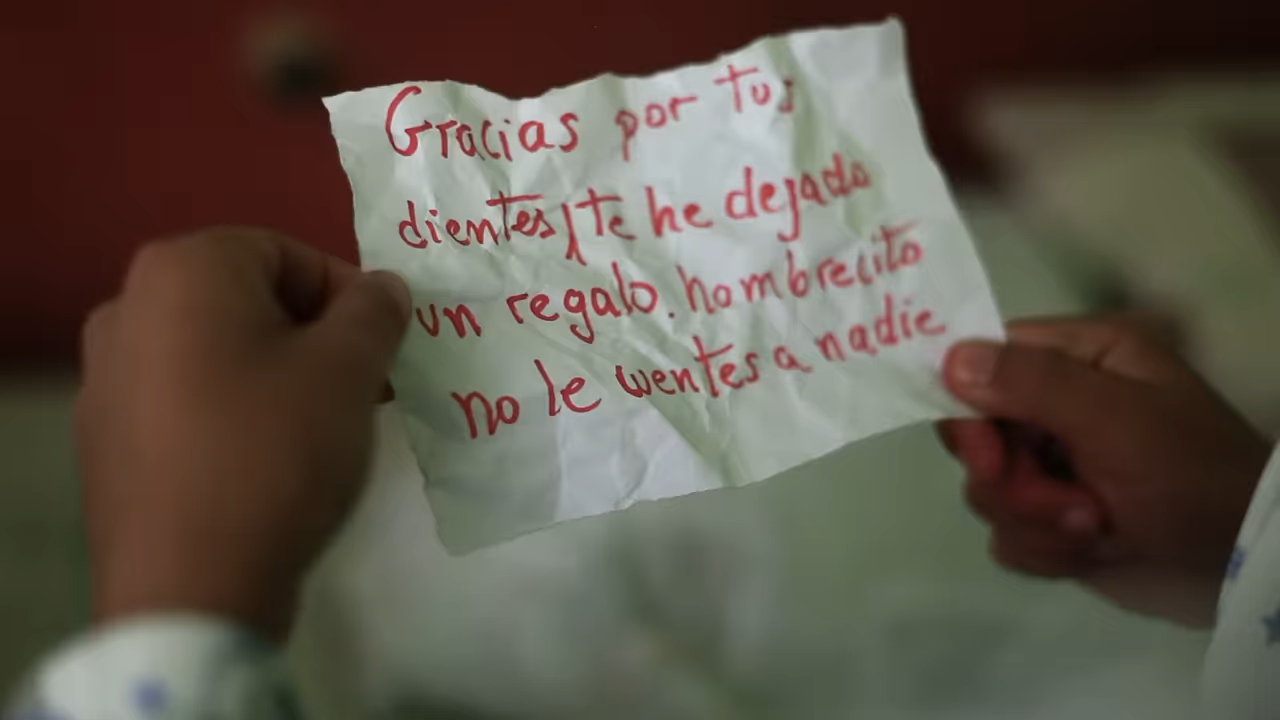 Gracias por tus
dientes, te he dejado
un regalo. hombrecito
no le cuentes a nadie